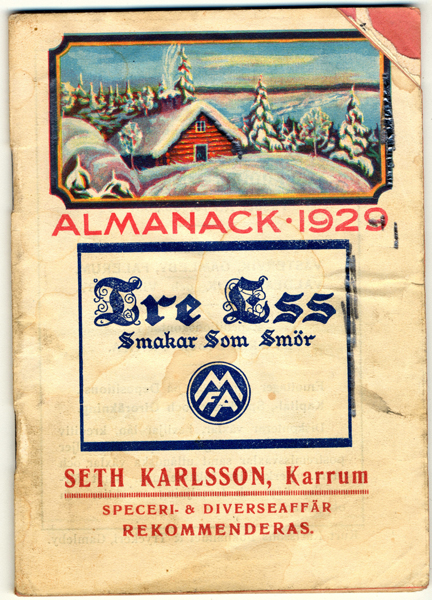 ALMANACK · 1929
Tre Ess
Smakar Som Smör
MFA
SETH KARLSSON, Karrum
SPECERI- & DIVERSEAFFÄR
REKOMMENDERAS.